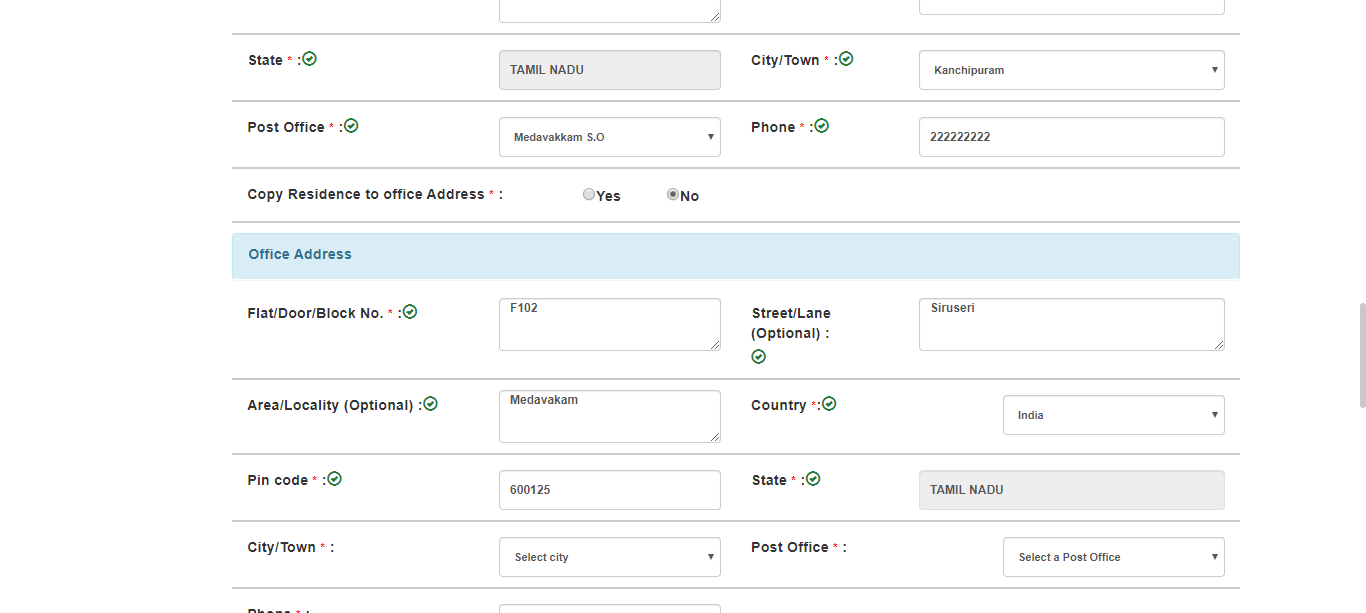 State * : TAMIL NADU City/Town * : Kanchipuram
Post Office * : Medavakkam S.O Phone * : 222222222
Copy Residence to office Address * : Yes No
Office Address
Flat/Door/Block No. * : F102 Street/Lane Siruseri
(Optional) :
Area/Locality (Optional) : Medavakam Country *: India
Pin code * : 600125 State * : TAMIL NADU
City/Town * : Select city Post Office * : Select a Post Office
Phone * :